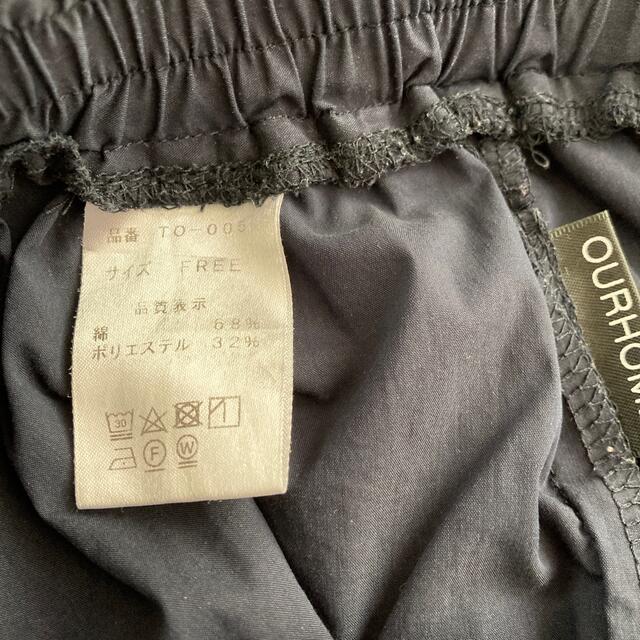 品番 TO-005
サイズ FREE
品質表示
綿 68%
ポリエステル 32%
30
F W
OURHOM